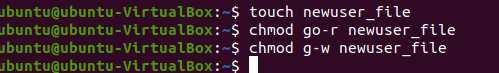 ubuntu@ubuntu-VirtualBox:~$ touch newuser_file
ubuntu@ubuntu-VirtualBox:~$ chmod go-r newuser_file
ubuntu@ubuntu-VirtualBox:~$ chmod g-w newuser_file
ubuntu@ubuntu-VirtualBox:~$